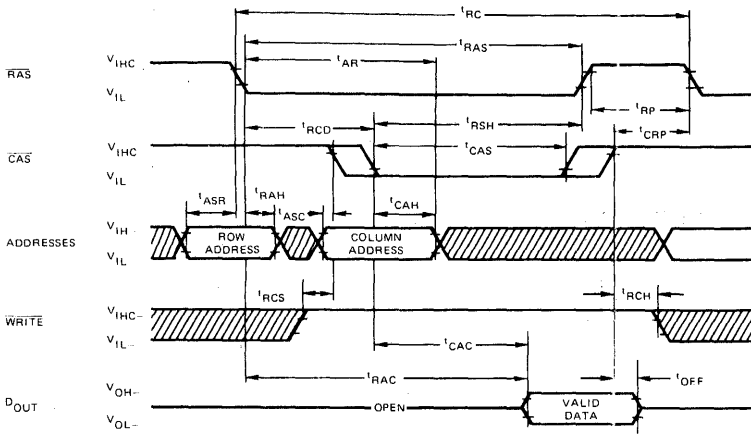 tRC
tRAS
tAR
RAS
VIHC
VIL
tRP
tRCD
tRSH
tCRP
CAS
VIHC
VIL
tCAS
tASR
tRAH
tASC
tCAH
ADDRESSES
VIH
VIL
ROW
ADDRESS
COLUMN
ADDRESS
tRCS
tRCH
WRITE
VIHC
VIL
tCAC
tRAC
tOFF
DOUT
VOH
VOL
OPEN
VALID
DATA